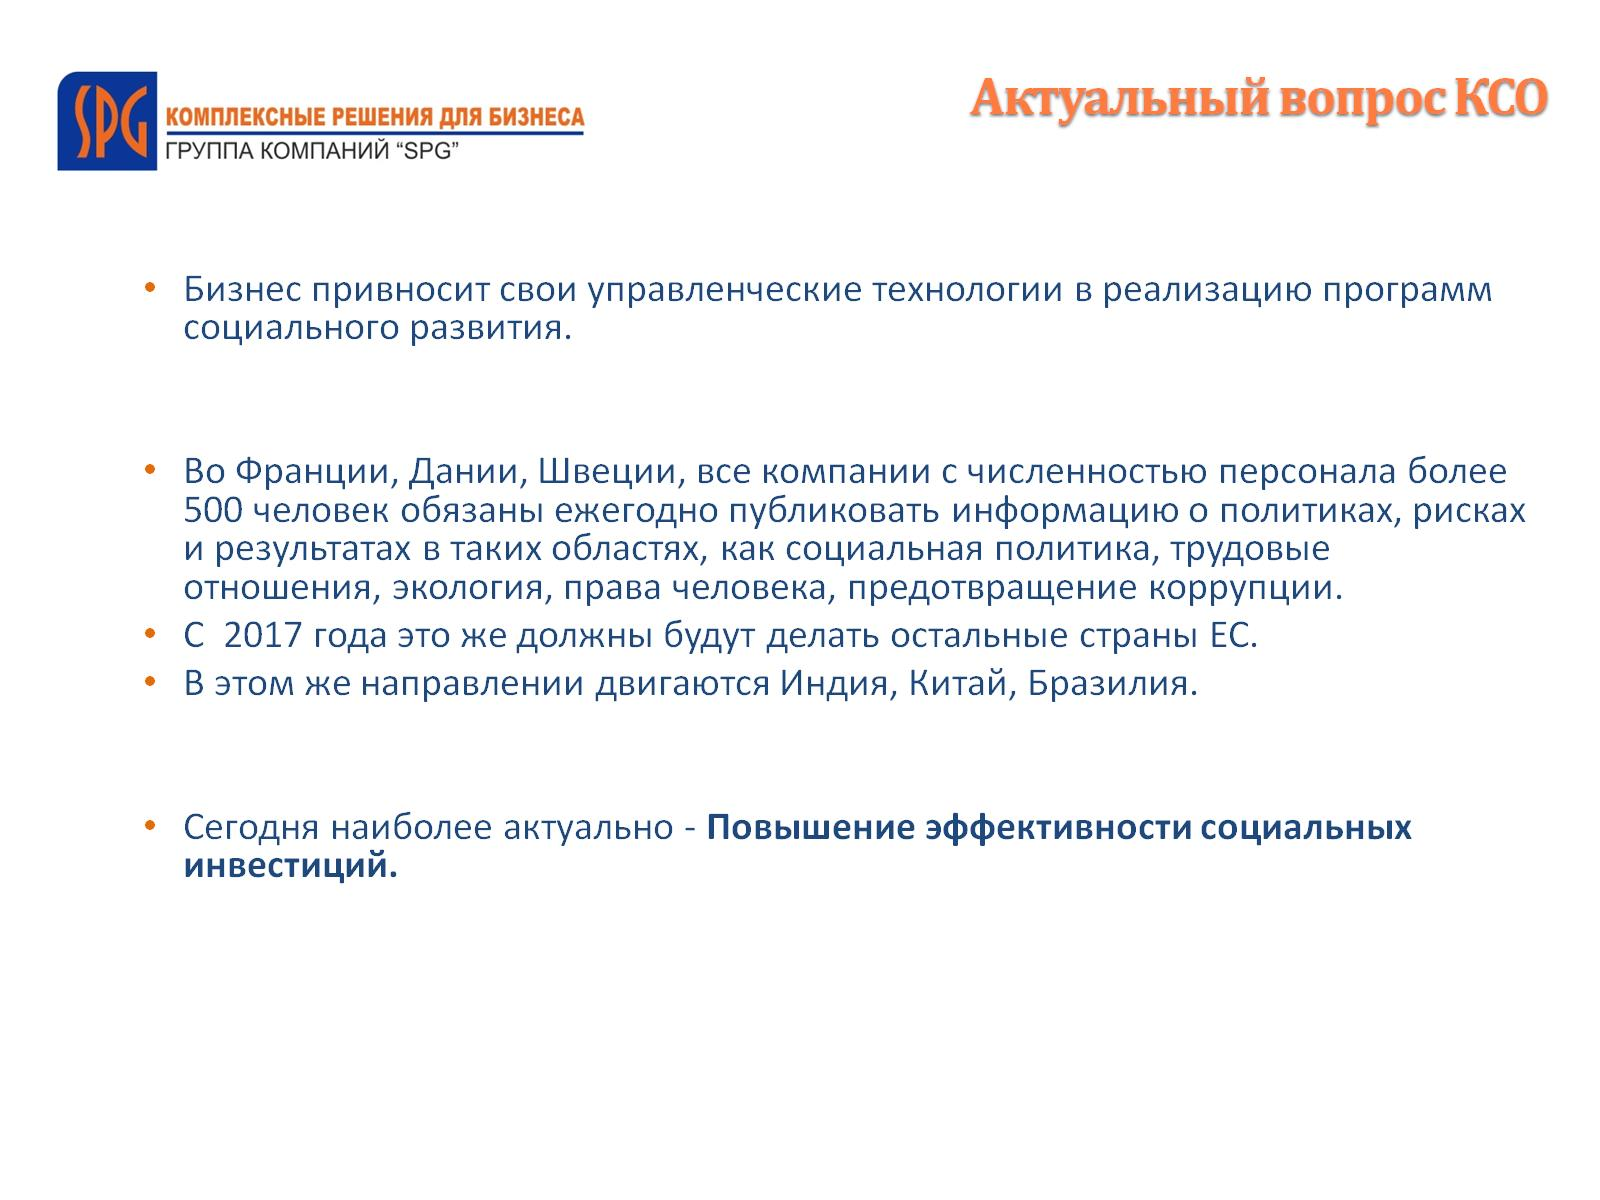 SPG
КОМПЛЕКСНЫЕ РЕШЕНИЯ ДЛЯ БИЗНЕСА
ГРУППА КОМПАНИЙ “SPG”
Актуальный вопрос КСО
• Бизнес привносит свои управленческие технологии в реализацию программ
социального развития.
• Во Франции, Дании, Швеции, все компании с численностью персонала более
500 человек обязаны ежегодно публиковать информацию о политиках, рисках
и результатах в таких областях, как социальная политика, трудовые
отношения, экология, права человека, предотвращение коррупции.
• С  2017 года это же должны будут делать остальные страны ЕС.
• В этом же направлении двигаются Индия, Китай, Бразилия.
• Сегодня наиболее актуально - Повышение эффективности социальных
инвестиций.